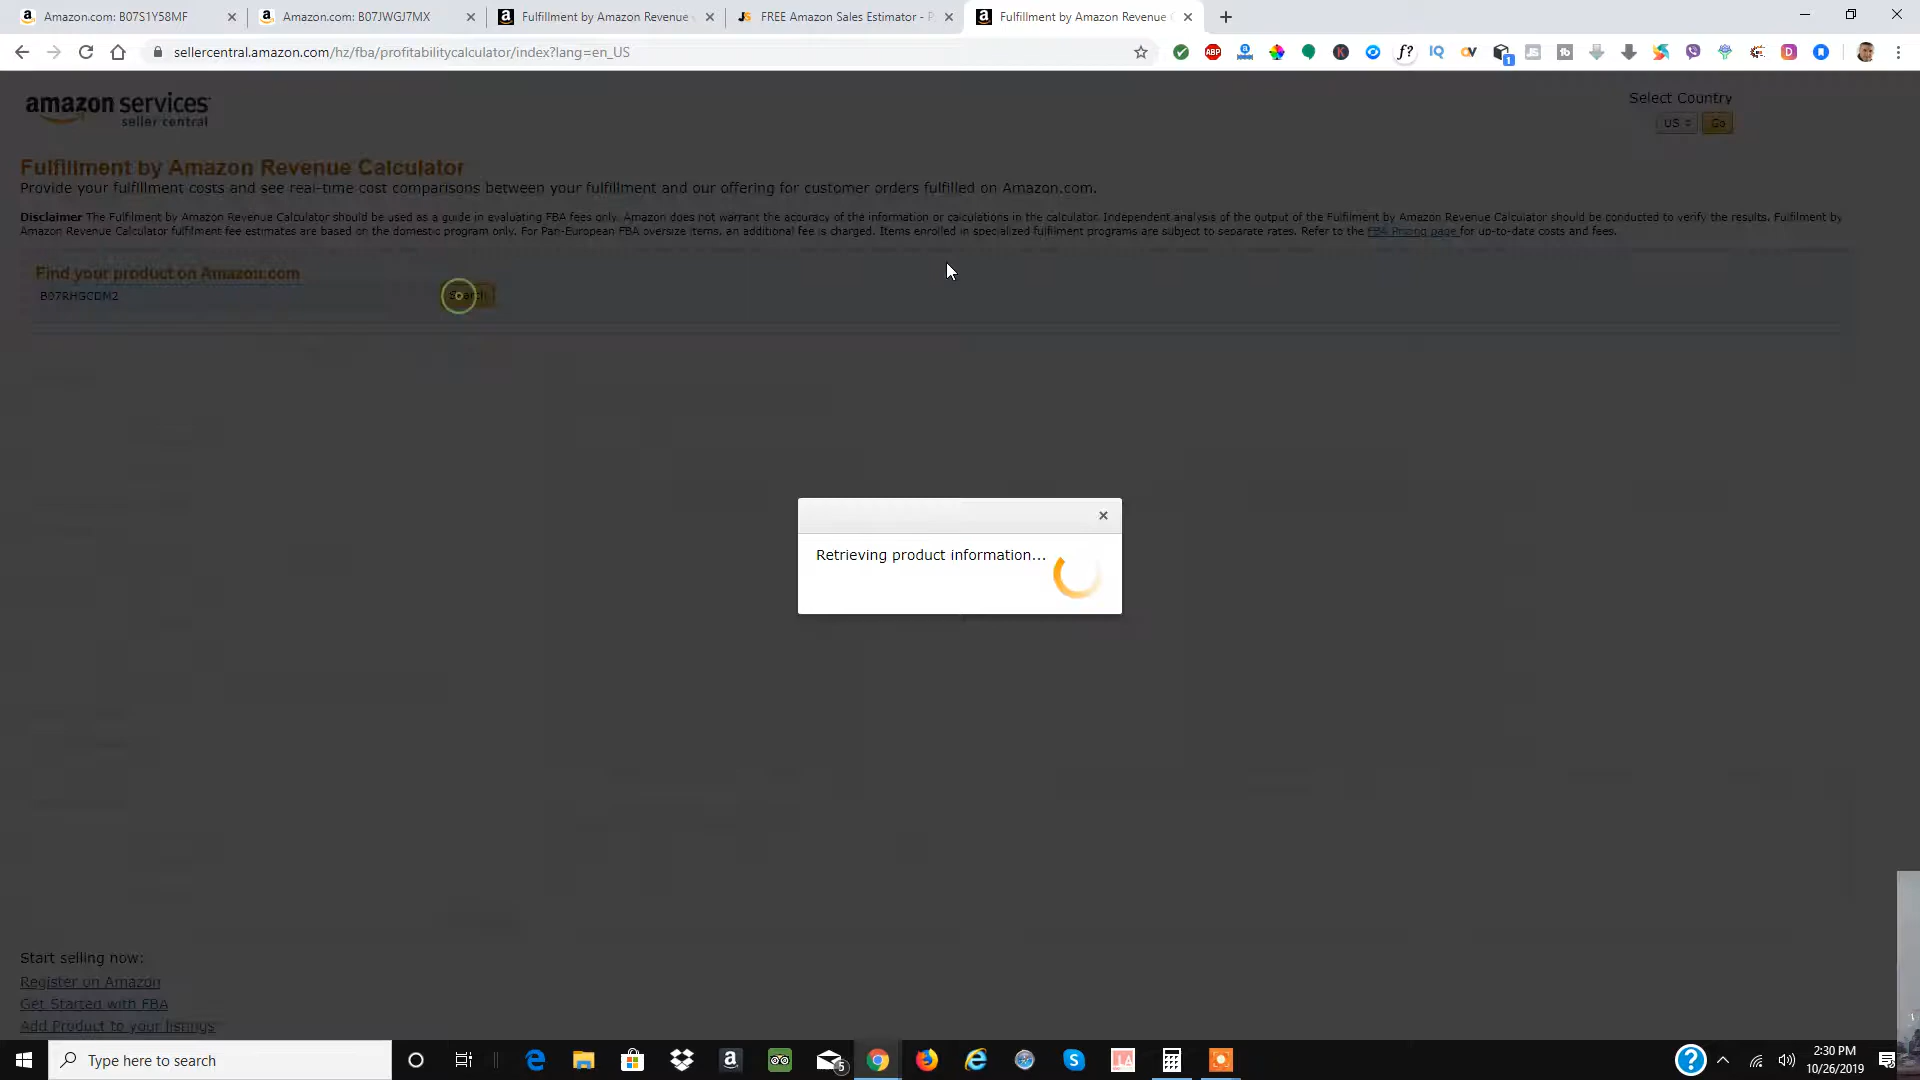 Amazon.com: B07S1Y58MF
Amazon.com: B07JWGJ7MX
Fulfillment by Amazon Revenue
FREE Amazon Sales Estimator - P
Fulfillment by Amazon Revenue C
sellercentral.amazon.com/hz/fba/profitabilitycalculator/index?lang=en_US
amazon services
seller central
Select Country
US
Go
Fulfillment by Amazon Revenue Calculator
Provide your fulfillment costs and see real-time cost comparisons between your fulfillment and our offering for customer orders fulfilled on Amazon.com.
Disclaimer The Fulfilment by Amazon Revenue Calculator should be used as a guide in evaluating FBA fees only. Amazon does not warrant the accuracy of the information or calculations in the calculator. Independent analysis of the output of the Fulfilment by Amazon Revenue Calculator should be conducted to verify the results. Fulfilment by
Amazon Revenue Calculator fulfilment fee estimates are based on the domestic program only. For Pan-European FBA oversize items, an additional fee is charged. Items enrolled in specialized fulfilment programs are subject to separate rates. Refer to the FBA Pricing page for up-to-date costs and fees.
Find your product on Amazon.com
B07RHGCDM2
Search
Retrieving product information...
Start selling now:
Register on Amazon
Get Started with FBA
Add Product to your listings
Type here to search
5
2:30 PM
10/26/2019